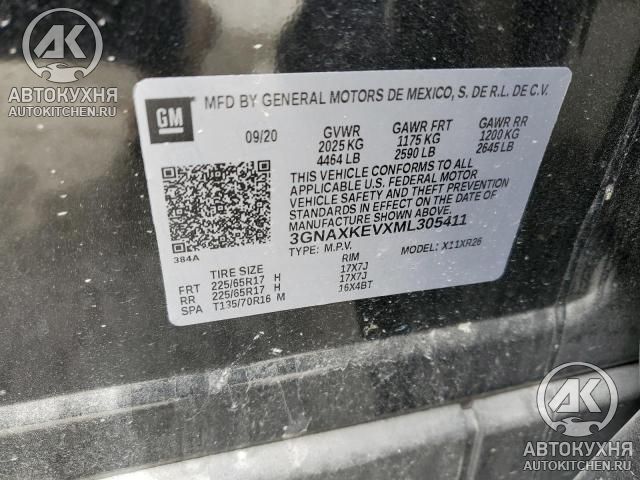 AK
АВТОКУХНЯ
AUTOKITCHEN.RU
GM
MFD BY GENERAL MOTORS DE MEXICO, S. DE R.L. DE C.V.
09/20 GVWR GAWR FRT GAWR RR
2025 KG 1175 KG 1200 KG
4464 LB 2590 LB 2645 LB
THIS VEHICLE CONFORMS TO ALL
APPLICABLE U.S. FEDERAL MOTOR
VEHICLE SAFETY AND THEFT PREVENTION
STANDARDS IN EFFECT ON THE DATE OF
MANUFACTURE SHOWN ABOVE.
3GNAXKEVXML305411
384A
TYPE: M.P.V. MODEL: X11XR26
TIRE SIZE RIM
FRT 225/65R17 H 17X7J
RR 225/65R17 H 17X7J
SPA T135/70R16 M 16X4BT
AK
АВТОКУХНЯ
AUTOKITCHEN.RU